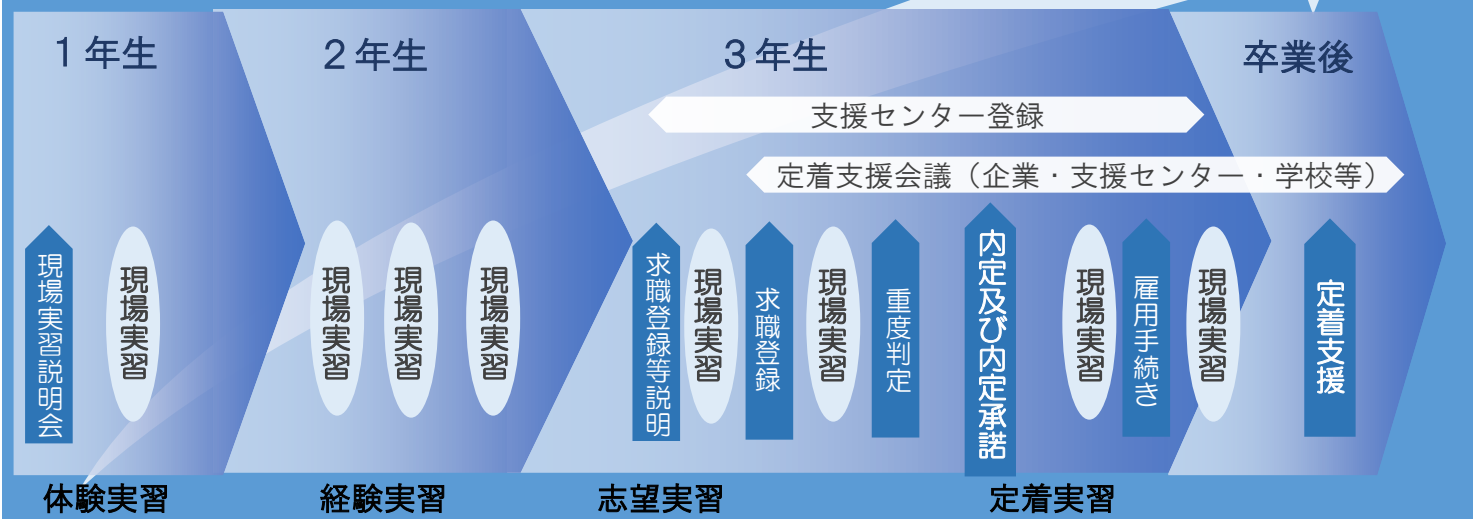 1年生
2年生
3年生
卒業後
支援センター登録
定着支援会議（企業・支援センター・学校等）
現場実習説明会
現場実習
現場実習
現場実習
現場実習
求職登録等説明
現場実習
求職登録
現場実習
重度判定
内定及び内定承諾
現場実習
雇用手続き
現場実習
定着支援
体験実習
経験実習
志望実習
定着実習